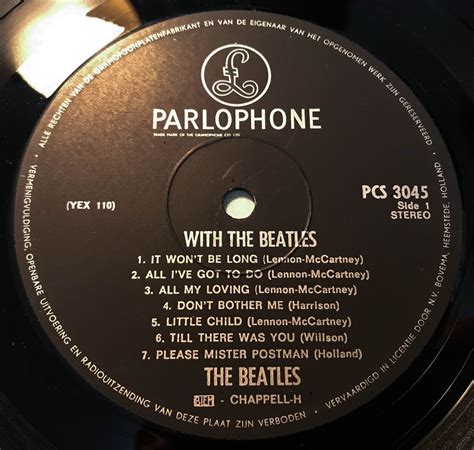 ALLE RECHTEN VAN DE GRAMOFOONPLATENFABRIKANT EN VAN DE EIGENAAR VAN HET OPGENOMEN WERK ZIJN GERESERVEERD
£
PARLOPHONE
TRADE MARK OF THE GRAMOPHONE CO. LTD
(YEX 110)
PCS 3045
Side 1
STEREO
WITH THE BEATLES
1. IT WON'T BE LONG (Lennon-McCartney)
2. ALL I'VE GOT TO DO (Lennon-McCartney)
3. ALL MY LOVING (Lennon-McCartney)
4. DON'T BOTHER ME (Harrison)
5. LITTLE CHILD (Lennon-McCartney)
6. TILL THERE WAS YOU (Willson)
7. PLEASE MISTER POSTMAN (Holland)
THE BEATLES
BIEM - CHAPPELL-H
VERMENIGVULDIGING, OPENBARE UITVOERING EN RADIOUITZENDING VAN DEZE PLAAT ZIJN VERBODEN - VERVAARDIGD IN LICENTIE DOOR N.V. BOVEMA, HEEMSTEDE, HOLLAND